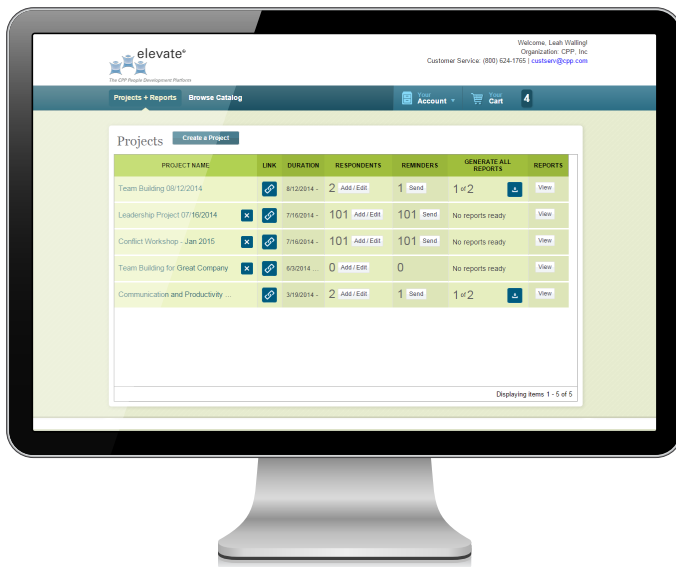 elevate®
The CPP People Development Platform
Welcome, Leah Walling!
Organization: CPP, Inc
Customer Service: (800) 624-1765 | custserv@cpp.com
Projects + Reports Browse Catalog
Your Account
Your Cart 4
Projects Create a Project
PROJECT NAME LINK DURATION RESPONDENTS REMINDERS GENERATE ALL REPORTS REPORTS
Team Building 08/12/2014 8/12/2014 - 2 Add / Edit 1 Send 1 of 2 View
Leadership Project 07/16/2014 × 7/16/2014 - 101 Add / Edit 101 Send No reports ready View
Conflict Workshop - Jan 2015 × 7/16/2014 - 101 Add / Edit 101 Send No reports ready View
Team Building for Great Company × 6/3/2014 ... 0 Add / Edit 0 No reports ready View
Communication and Productivity ... 3/19/2014 - 2 Add / Edit 1 Send 1 of 2 View
Displaying items 1 - 5 of 5